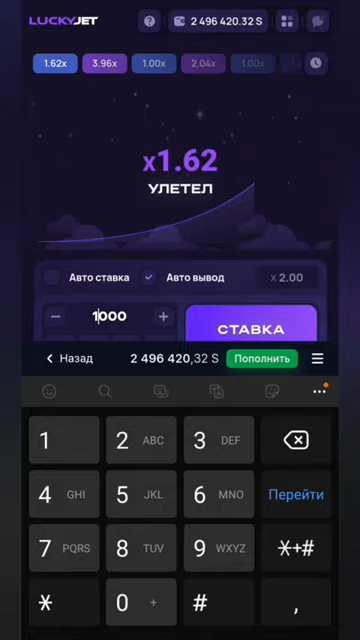 LUCKYJET
? 2 496 420.32 S
1.62x 3.96x 1.00x 2.04x 1.00x
x1.62
УЛЕТЕЛ
Авто ставка Авто вывод x 2.00
− 1000 + СТАВКА
Назад 2 496 420,32 S Пополнить
1 2 ABC 3 DEF
4 GHI 5 JKL 6 MNO Перейти
7 PQRS 8 TUV 9 WXYZ *+#
* 0 + # ,